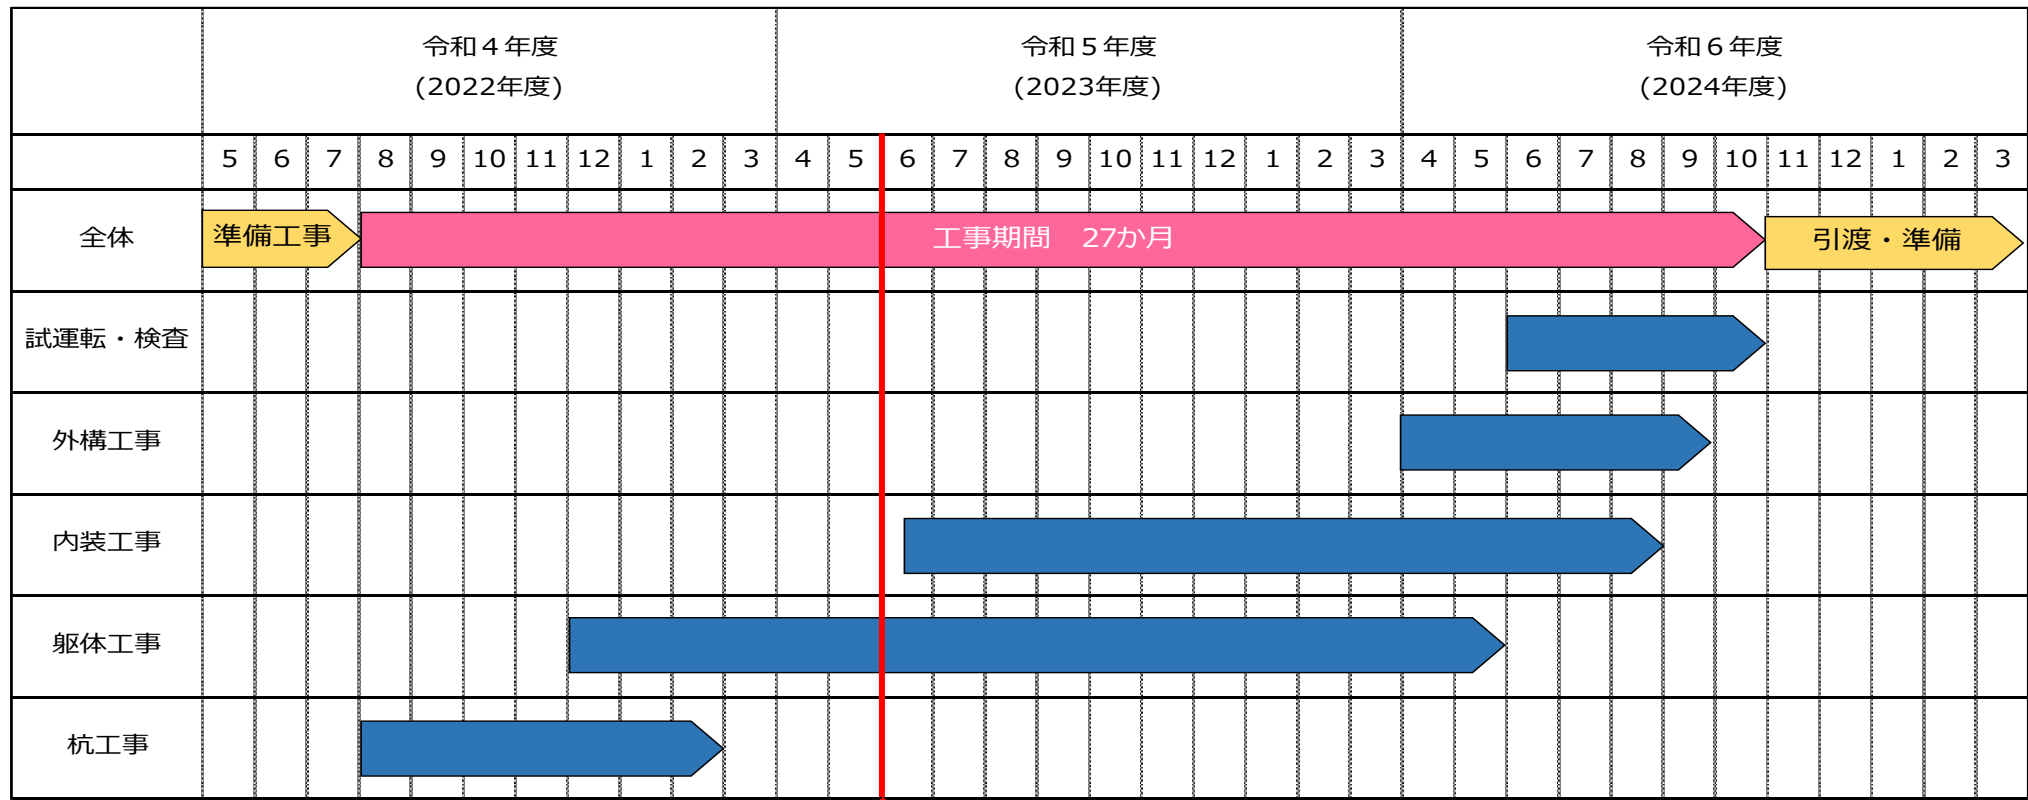 令和４年度
(2022年度)
令和５年度
(2023年度)
令和６年度
(2024年度)
5 6 7 8 9 10 11 12 1 2 3 4 5 6 7 8 9 10 11 12 1 2 3 4 5 6 7 8 9 10 11 12 1 2 3
全体 準備工事 工事期間　27か月 引渡・準備
試運転・検査
外構工事
内装工事
躯体工事
杭工事